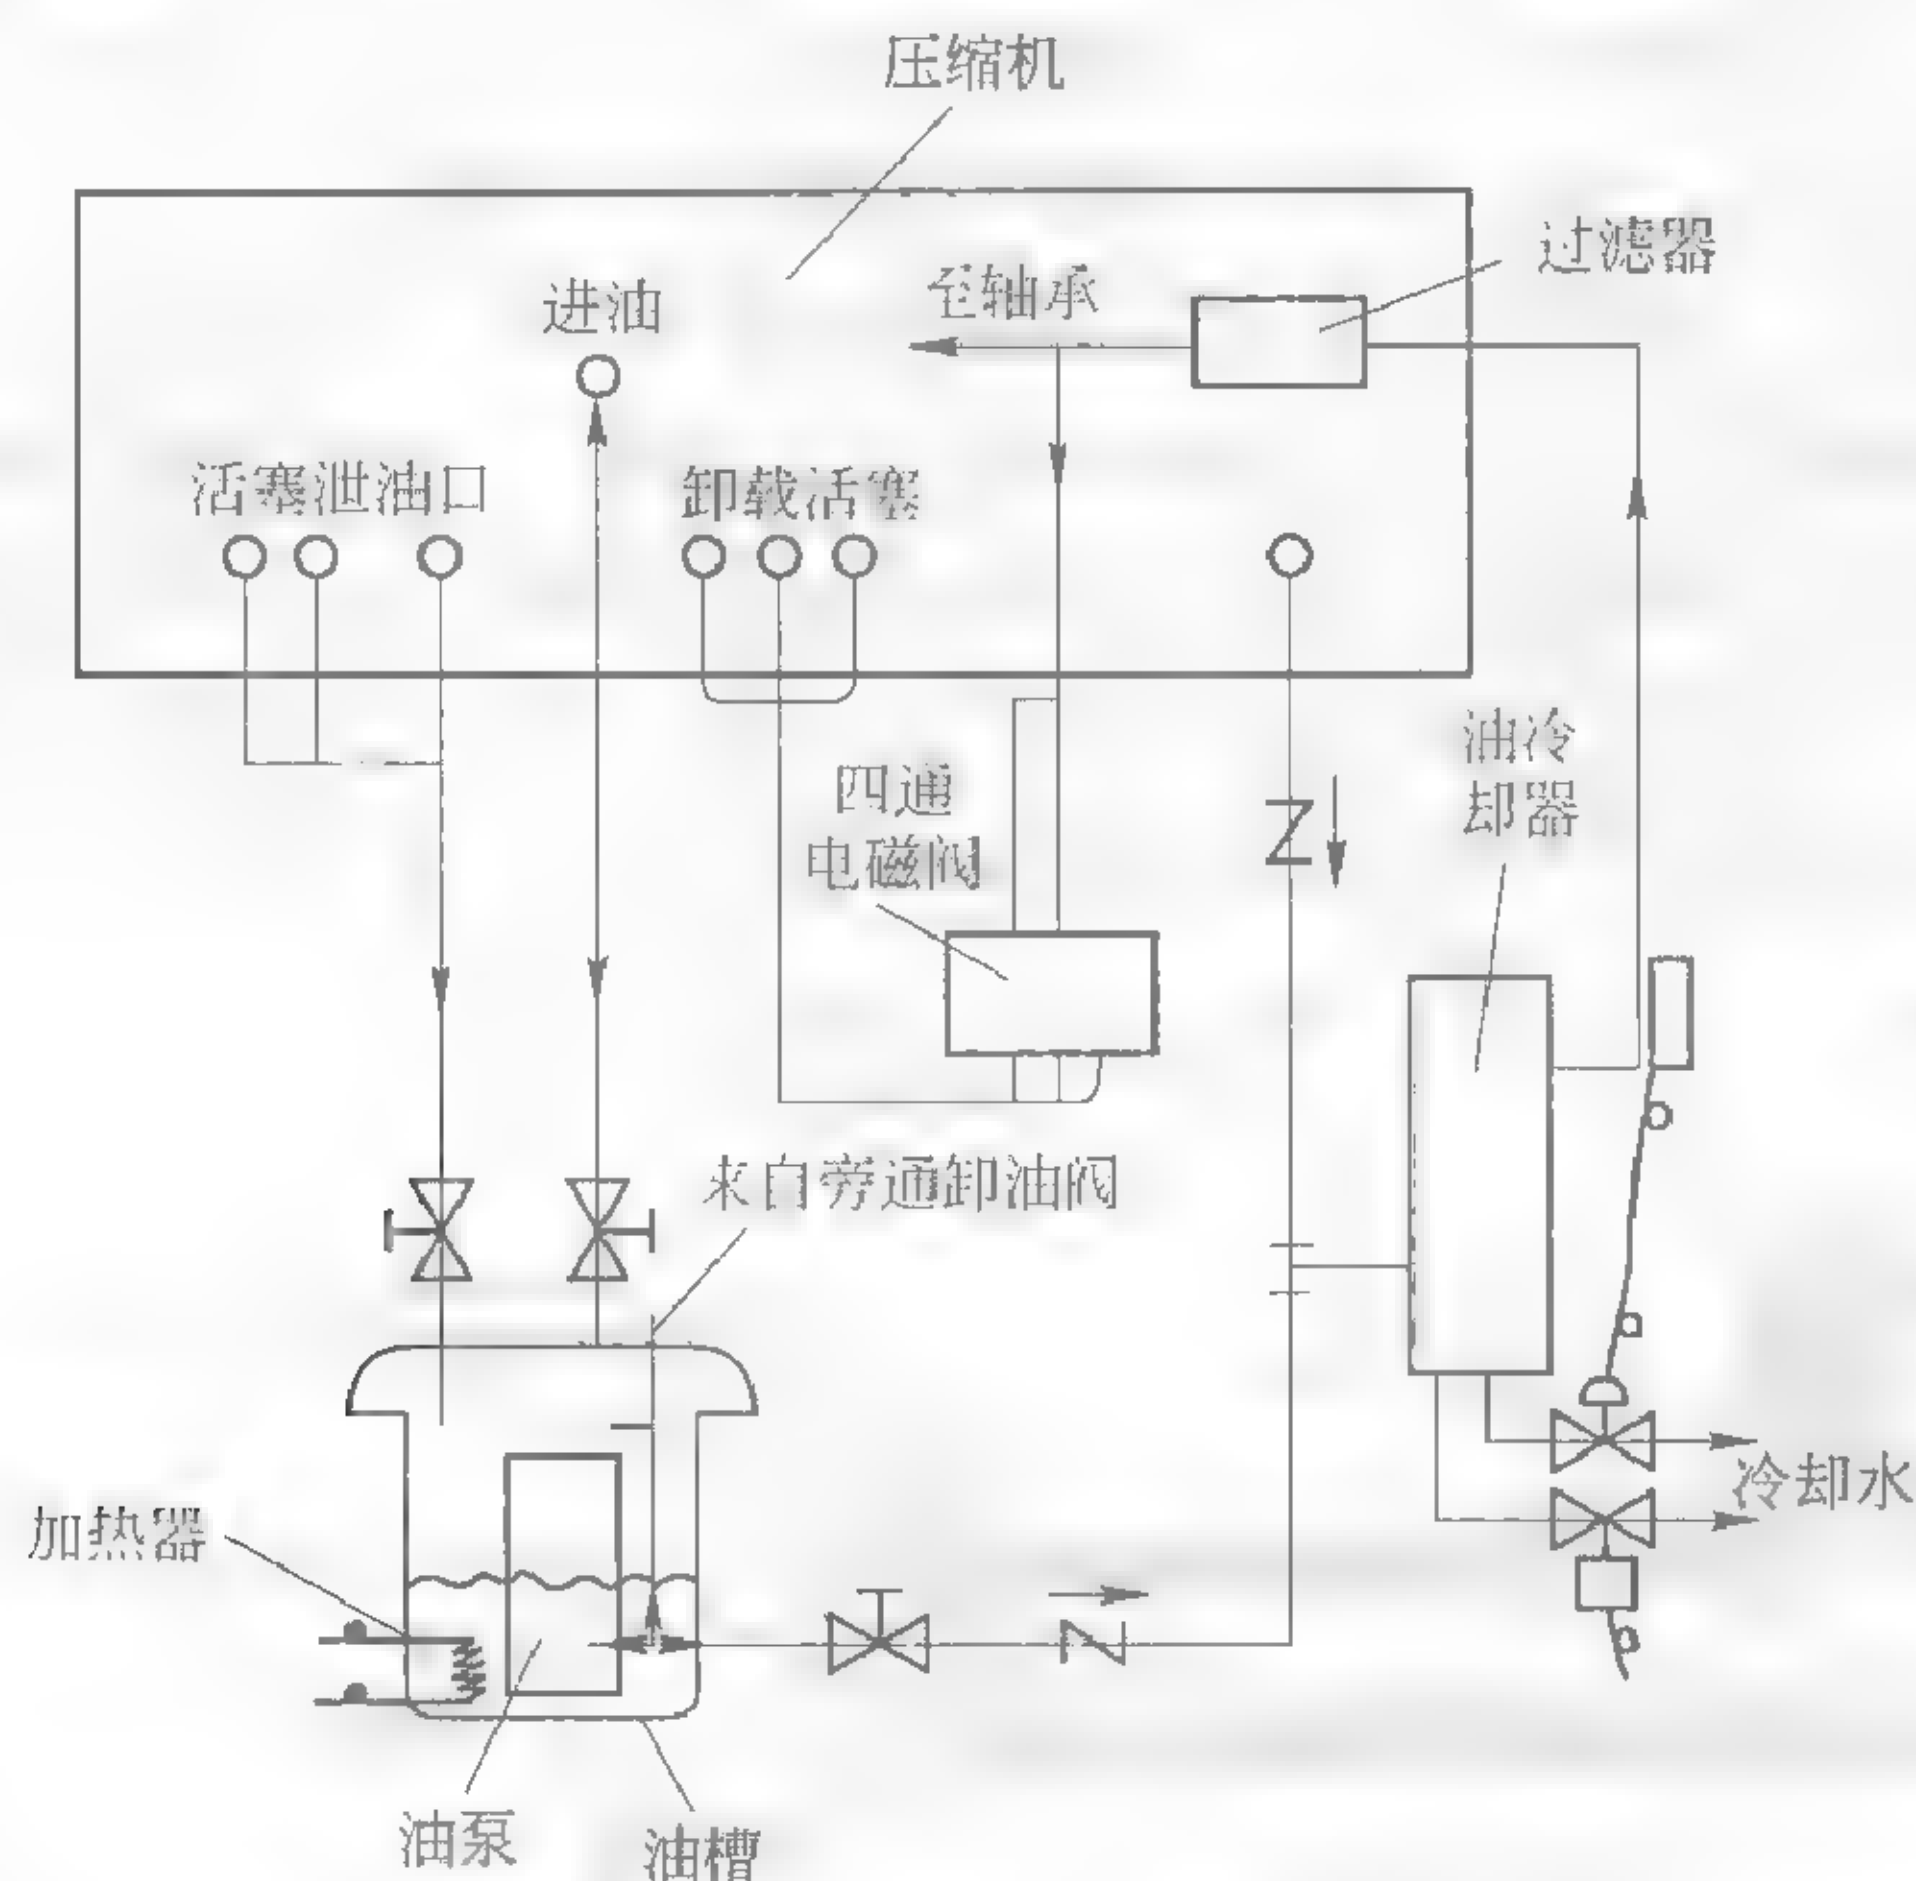 压缩机
过滤器
至轴承
进油
活塞泄油口
卸载活塞
油冷
却器
四通
电磁阀
来自旁通卸油阀
冷却水
加热器
油泵
油槽